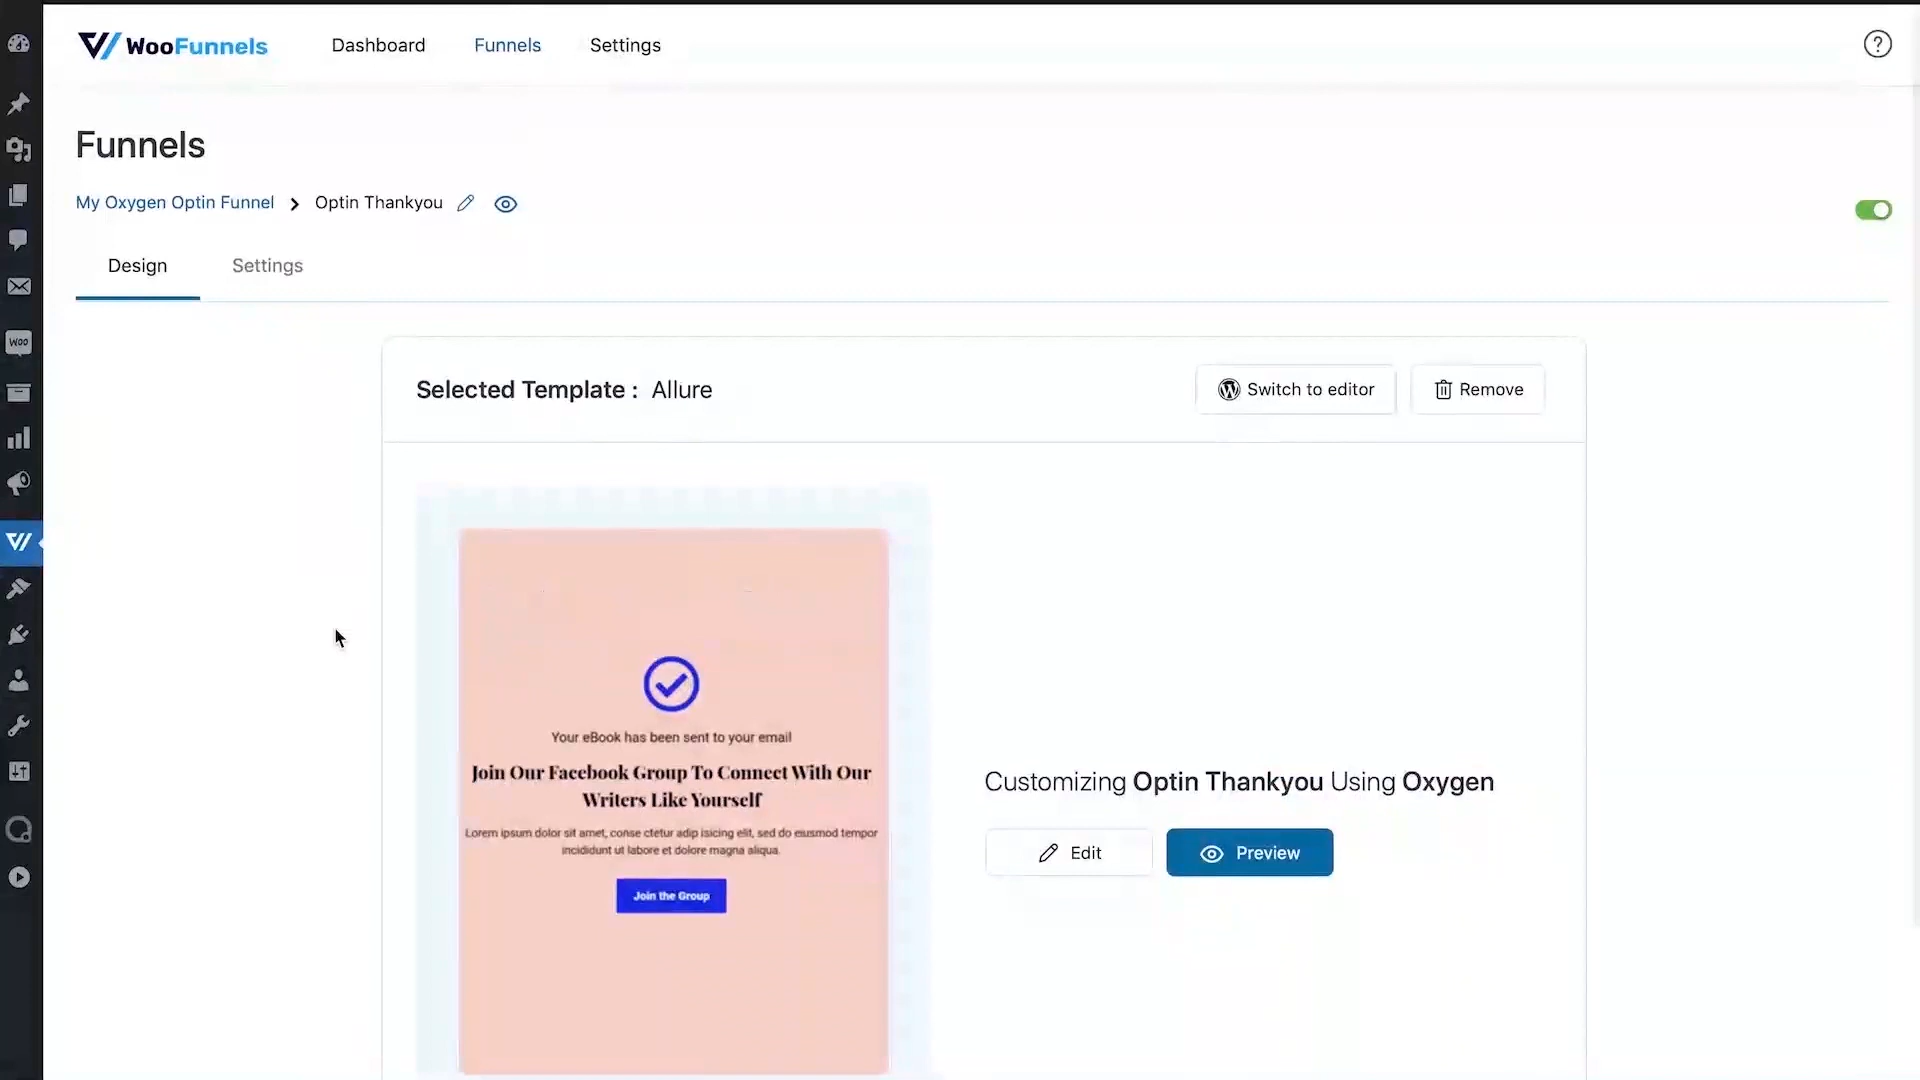 WooFunnels
Dashboard
Funnels
Settings
Funnels
My Oxygen Optin Funnel
Optin Thankyou
Design
Settings
Woo
Selected Template : Allure
Switch to editor
Remove
Your eBook has been sent to your email
Join Our Facebook Group To Connect With Our
Writers Like Yourself
Lorem ipsum dolor sit amet, conse ctetur adip isicing elit, sed do eiusmod tempor
incididunt ut labore et dolore magna aliqua.
Join the Group
Customizing Optin Thankyou Using Oxygen
Edit
Preview